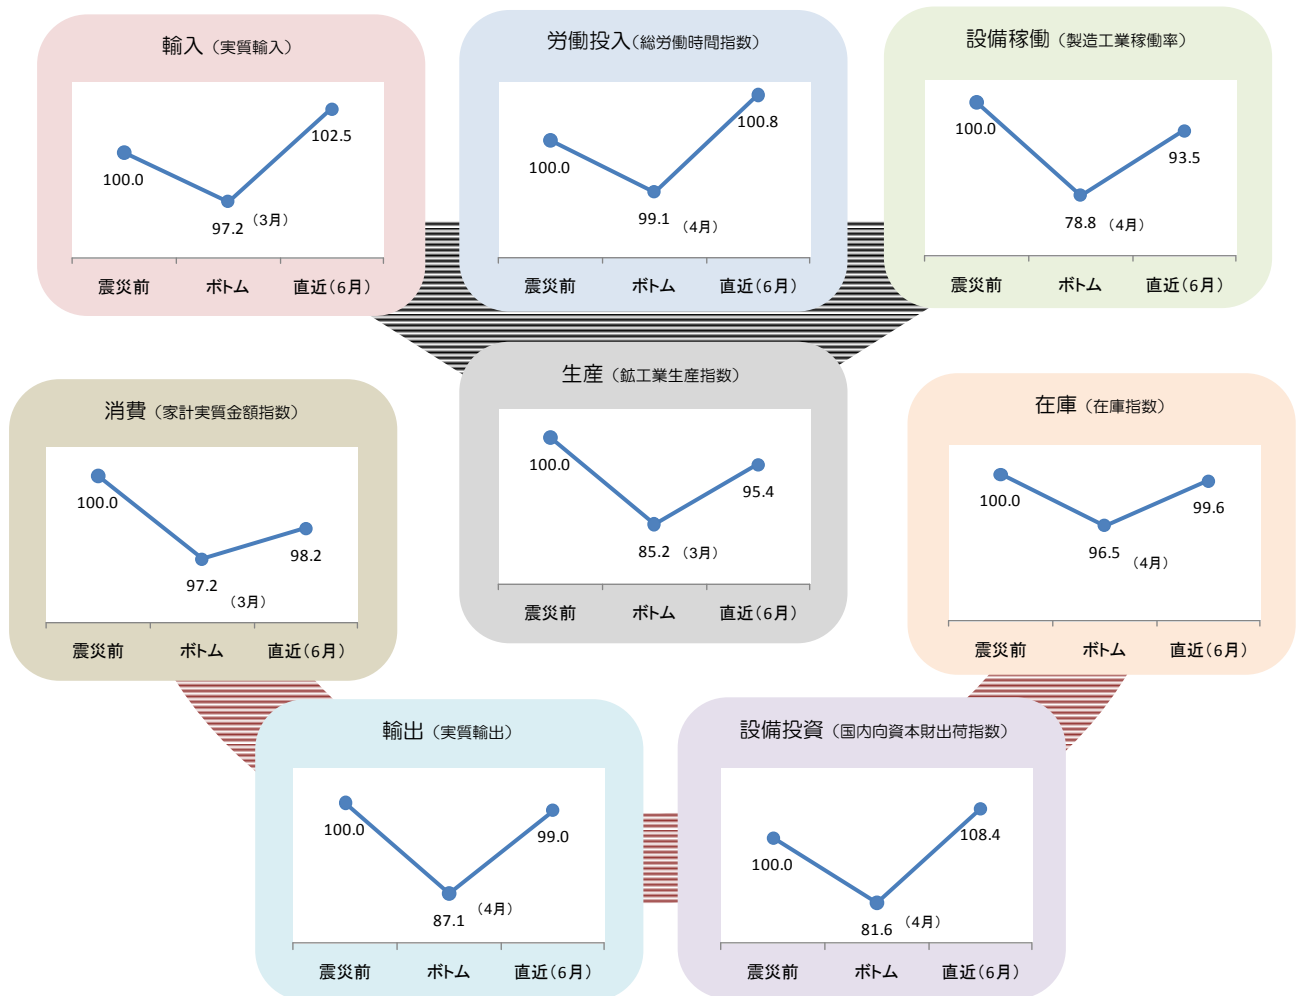 輸入（実質輸入）
100.0
97.2（3月）
102.5
震災前 ボトム 直近（6月）
労働投入（総労働時間指数）
100.0
99.1（4月）
100.8
震災前 ボトム 直近（6月）
設備稼働（製造工業稼働率）
100.0
78.8（4月）
93.5
震災前 ボトム 直近（6月）
消費（家計実質金額指数）
100.0
97.2
（3月）
98.2
震災前 ボトム 直近（6月）
生産（鉱工業生産指数）
100.0
85.2（3月）
95.4
震災前 ボトム 直近（6月）
在庫（在庫指数）
100.0
96.5（4月）
99.6
震災前 ボトム 直近（6月）
輸出（実質輸出）
100.0
87.1（4月）
99.0
震災前 ボトム 直近（6月）
設備投資（国内向資本財出荷指数）
100.0
81.6（4月）
108.4
震災前 ボトム 直近（6月）